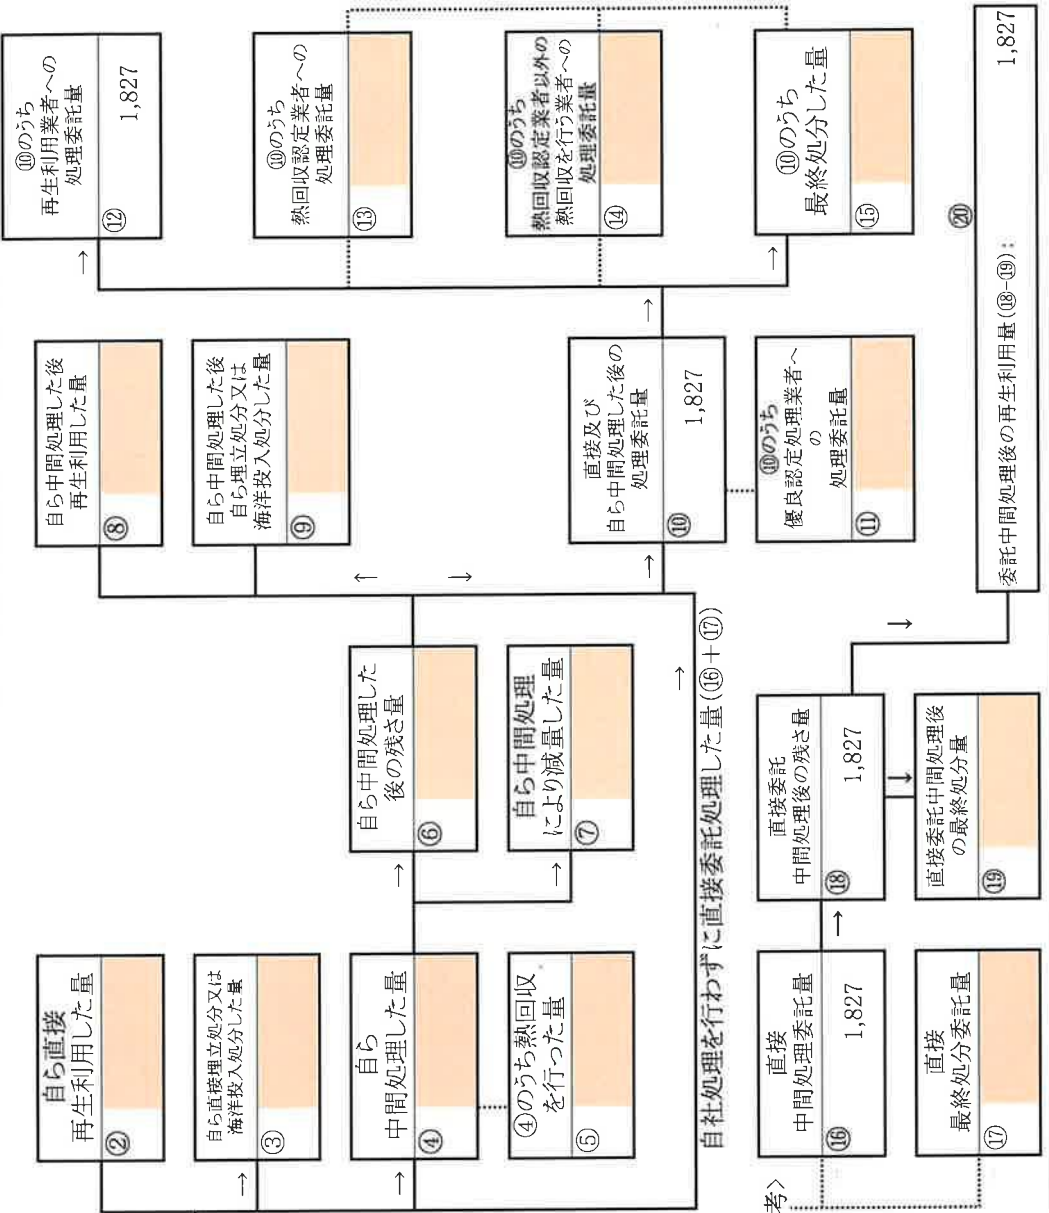 自ら直接
再生利用した量
②
自ら直接埋立処分又は
海洋投入処分した量
③
自ら
中間処理した量
④
④のうち熱回収
を行った量
⑤
自ら中間処理した
後の残さ量
⑥
自ら中間処理
により減量した量
⑦
自ら中間処理した後
再生利用した量
⑧
自ら中間処理した後
自ら埋立処分又は
海洋投入処分した量
⑨
直接及び
自ら中間処理した後の
処理委託量
⑩
1,827
⑩のうち
優良認定処理業者へ
の
処理委託量
⑪
⑩のうち
再生利用業者への
処理委託量
⑫
1,827
⑩のうち
熱回収認定業者への
処理委託量
⑬
⑩のうち
熱回収認定業者以外の
熱回収を行う業者への
処理委託量
⑭
⑩のうち
最終処分した量
⑮
自社処理を行わずに直接委託処理した量(⑯+⑰)
考>
直接
中間処理委託量
⑯
1,827
直接
最終処分委託量
⑰
直接委託
中間処理後の残さ量
⑱
1,827
直接委託中間処理後
の最終処分量
⑲
⑳
委託中間処理後の再生利用量(⑱-⑲): 1,827